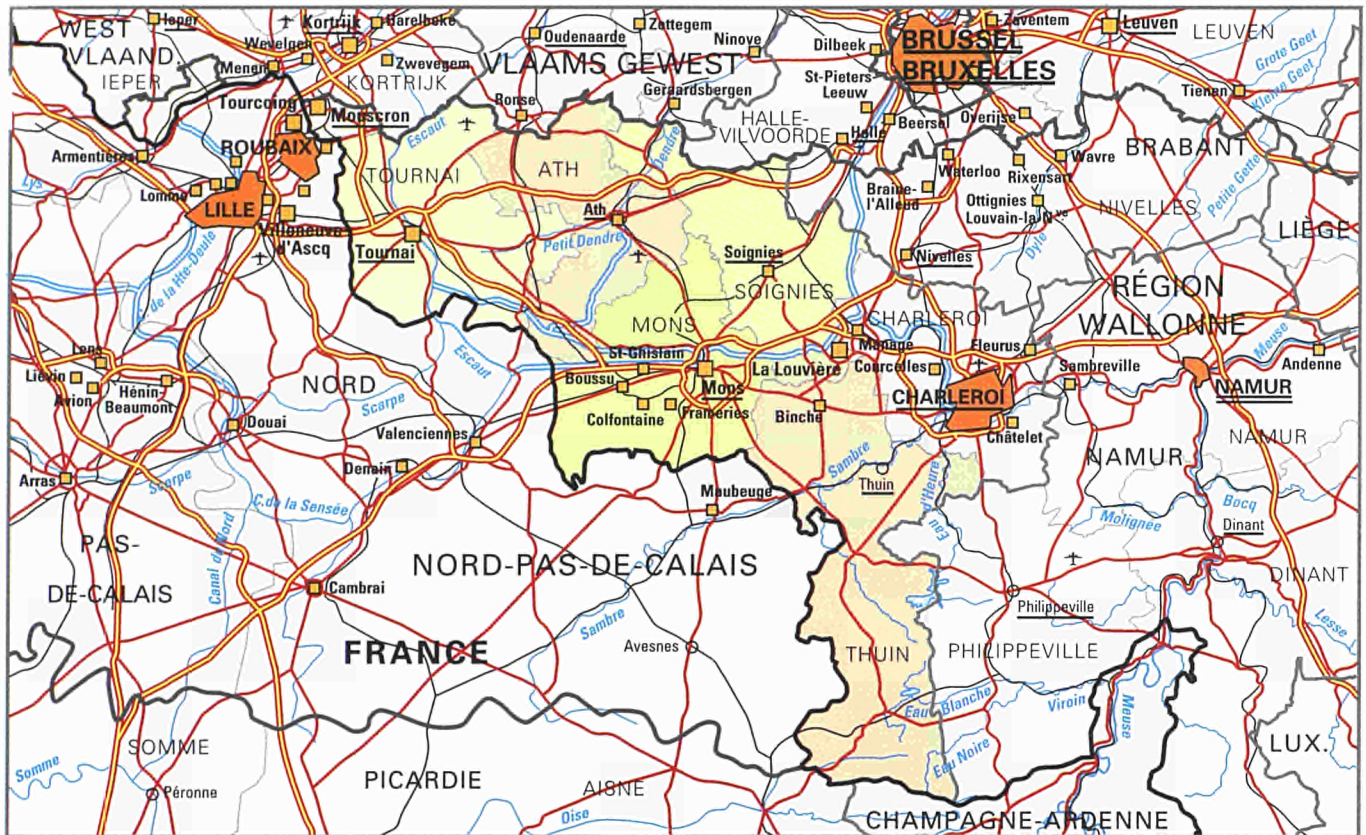 WEST
VLAAND.
IEPER
Ieper
Kortrijk
Harelbeke
Wevelgem
Menen
Zwevegem
KORTRIJK
Oudenaarde
Zottegem
Ninove
VLAAMS GEWEST
Geraardsbergen
Ronse
Dilbeek
BRUSSEL
BRUXELLES
Zaventem
Leuven
LEUVEN
Grote Geet
Kleine Geet
Tienen
St-Pieters
Leeuw
HALLE-
VILVOORDE
Halle
Beersel
Overijse
Tourcoing
Mouscron
ROUBAIX
Armentières
Lys
Lomme
LILLE
Villeneuve
d'Ascq
C. de la Hte-Deule
Escaut
TOURNAI
Tournai
ATH
Ath
Dendre
Petit Dendre
Soignies
SOIGNIES
MONS
Waterloo
Rixensart
Wavre
BRABANT
Braine-
l'Alleud
Ottignies
Louvain-la-Nve
NIVELLES
Petite Gette
Dyle
Nivelles
LIÈGE
RÉGION
WALLONNE
CHARLEROI
Manage
Fleurus
Meuse
Andenne
Lens
Liévin
Avion
Hénin
Beaumont
NORD
Scarpe
Escaut
Douai
Valenciennes
Denain
St-Ghislain
Boussu
Mons
Colfontaine
Frameries
La Louvière
Courcelles
Binche
CHARLEROI
Châtelet
Sambreville
NAMUR
NAMUR
NAMUR
Arras
Scarpe
C.de la Sensée
Canal du Nord
Maubeuge
Sambre
Thuin
Eau d'Heure
Molignée
Bocq
Dinant
DINANT
Lesse
PAS-
DE-CALAIS
NORD-PAS-DE-CALAIS
Cambrai
Sambre
FRANCE
Avesnes
THUIN
Philippeville
PHILIPPEVILLE
Eau Blanche
Viroin
Meuse
Eau Noire
LUX.
SOMME
Somme
Péronne
PICARDIE
AISNE
Oise
CHAMPAGNE-ARDENNE